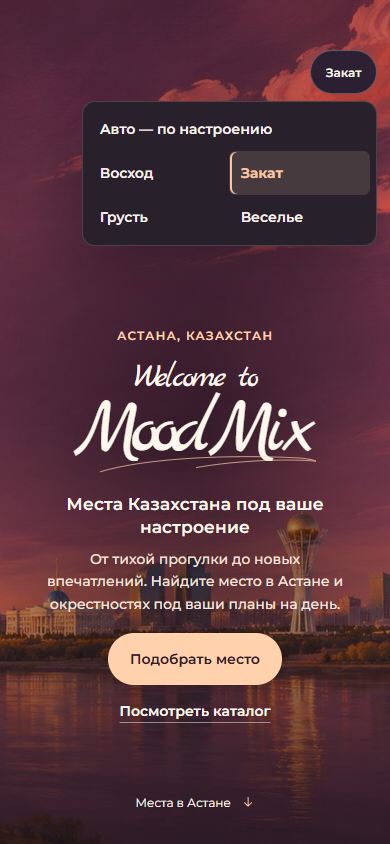 Закат
Авто — по настроению
Восход
Закат
Грусть
Веселье
АСТАНА, КАЗАХСТАН
Welcome to
MoodMix
Места Казахстана под ваше
настроение
От тихой прогулки до новых
впечатлений. Найдите место в Астане и
окрестностях под ваши планы на день.
Подобрать место
Посмотреть каталог
Места в Астане ↓